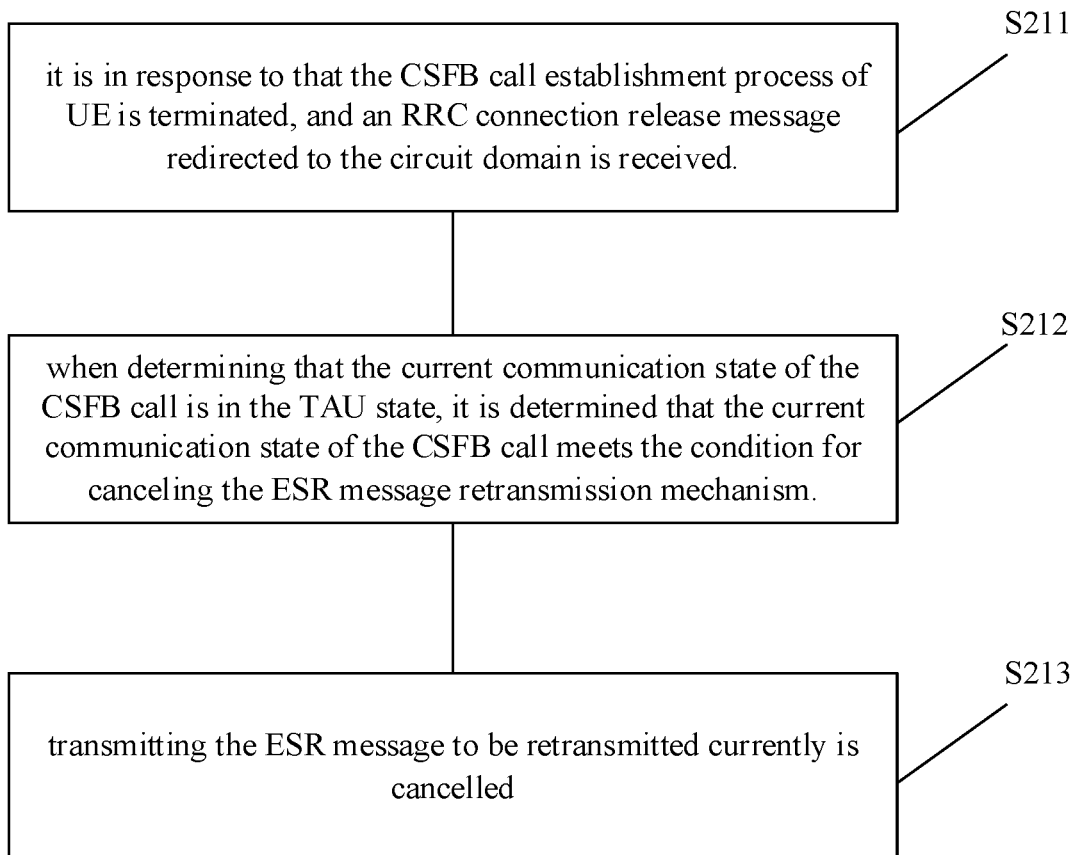 S211
it is in response to that the CSFB call establishment process of
UE is terminated, and an RRC connection release message
redirected to the circuit domain is received.
S212
when determining that the current communication state of the
CSFB call is in the TAU state, it is determined that the current
communication state of the CSFB call meets the condition for
canceling the ESR message retransmission mechanism.
S213
transmitting the ESR message to be retransmitted currently is
cancelled